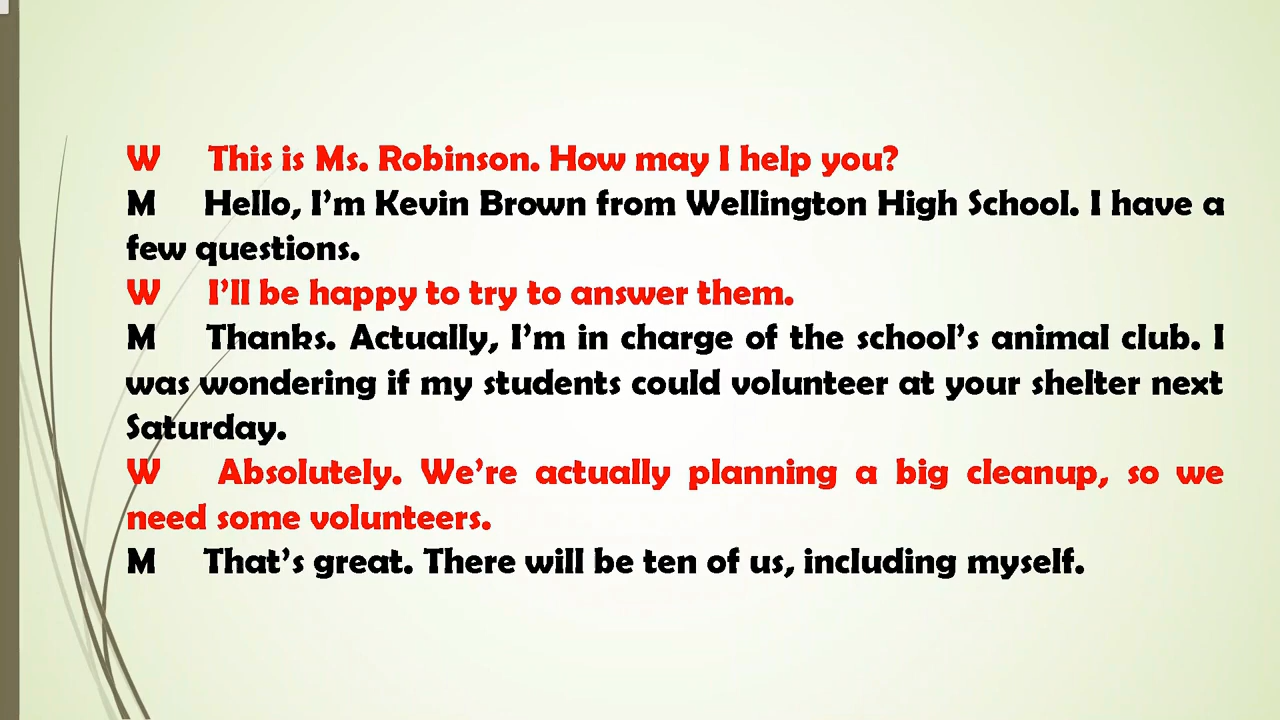 W This is Ms. Robinson. How may I help you?
M Hello, I'm Kevin Brown from Wellington High School. I have a
few questions.
W I'll be happy to try to answer them.
M Thanks. Actually, I'm in charge of the school's animal club. I
was wondering if my students could volunteer at your shelter next
Saturday.
W Absolutely. We're actually planning a big cleanup, so we
need some volunteers.
M That's great. There will be ten of us, including myself.